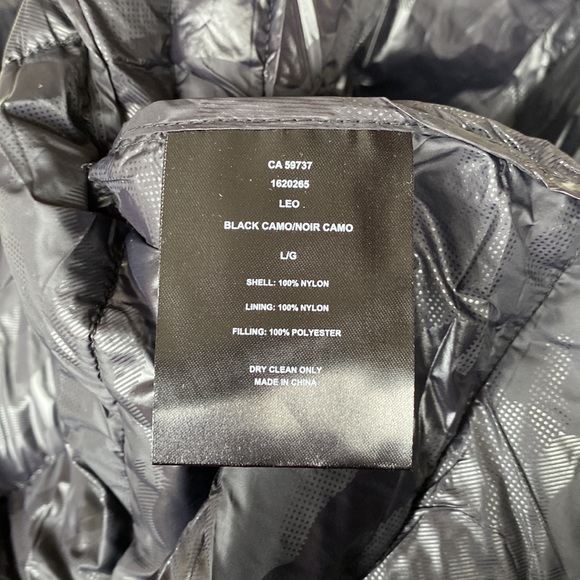 CA 59737
1620265
LEO
BLACK CAMO/NOIR CAMO
L/G
SHELL: 100% NYLON
LINING: 100% NYLON
FILLING: 100% POLYESTER
DRY CLEAN ONLY
MADE IN CHINA